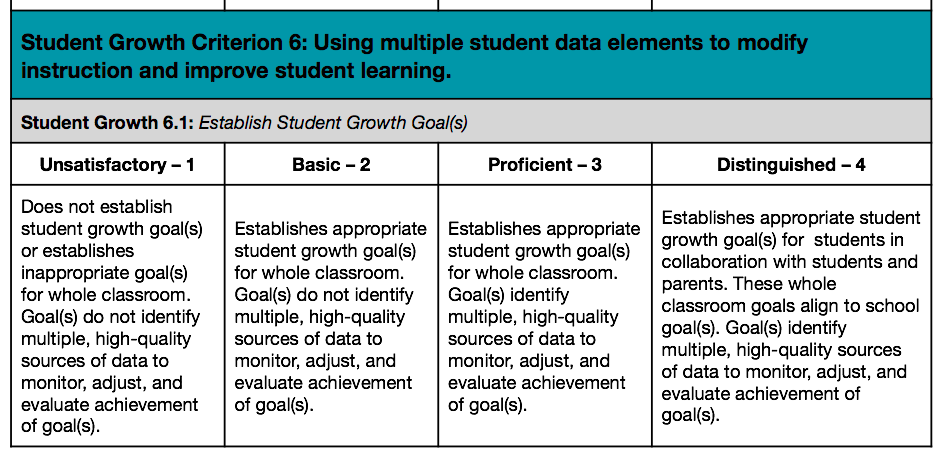 Student Growth Criterion 6: Using multiple student data elements to modify
instruction and improve student learning.
Student Growth 6.1: Establish Student Growth Goal(s)
Unsatisfactory – 1
Basic – 2
Proficient – 3
Distinguished – 4
Does not establish
student growth goal(s)
or establishes
inappropriate goal(s)
for whole classroom.
Goal(s) do not identify
multiple, high-quality
sources of data to
monitor, adjust, and
evaluate achievement
of goal(s).
Establishes appropriate
student growth goal(s)
for whole classroom.
Goal(s) do not identify
multiple, high-quality
sources of data to
monitor, adjust, and
evaluate achievement
of goal(s).
Establishes appropriate
student growth goal(s)
for whole classroom.
Goal(s) identify
multiple, high-quality
sources of data to
monitor, adjust, and
evaluate achievement
of goal(s).
Establishes appropriate student
growth goal(s) for students in
collaboration with students and
parents. These whole
classroom goals align to school
goal(s). Goal(s) identify
multiple, high-quality sources
of data to monitor, adjust, and
evaluate achievement of
goal(s).